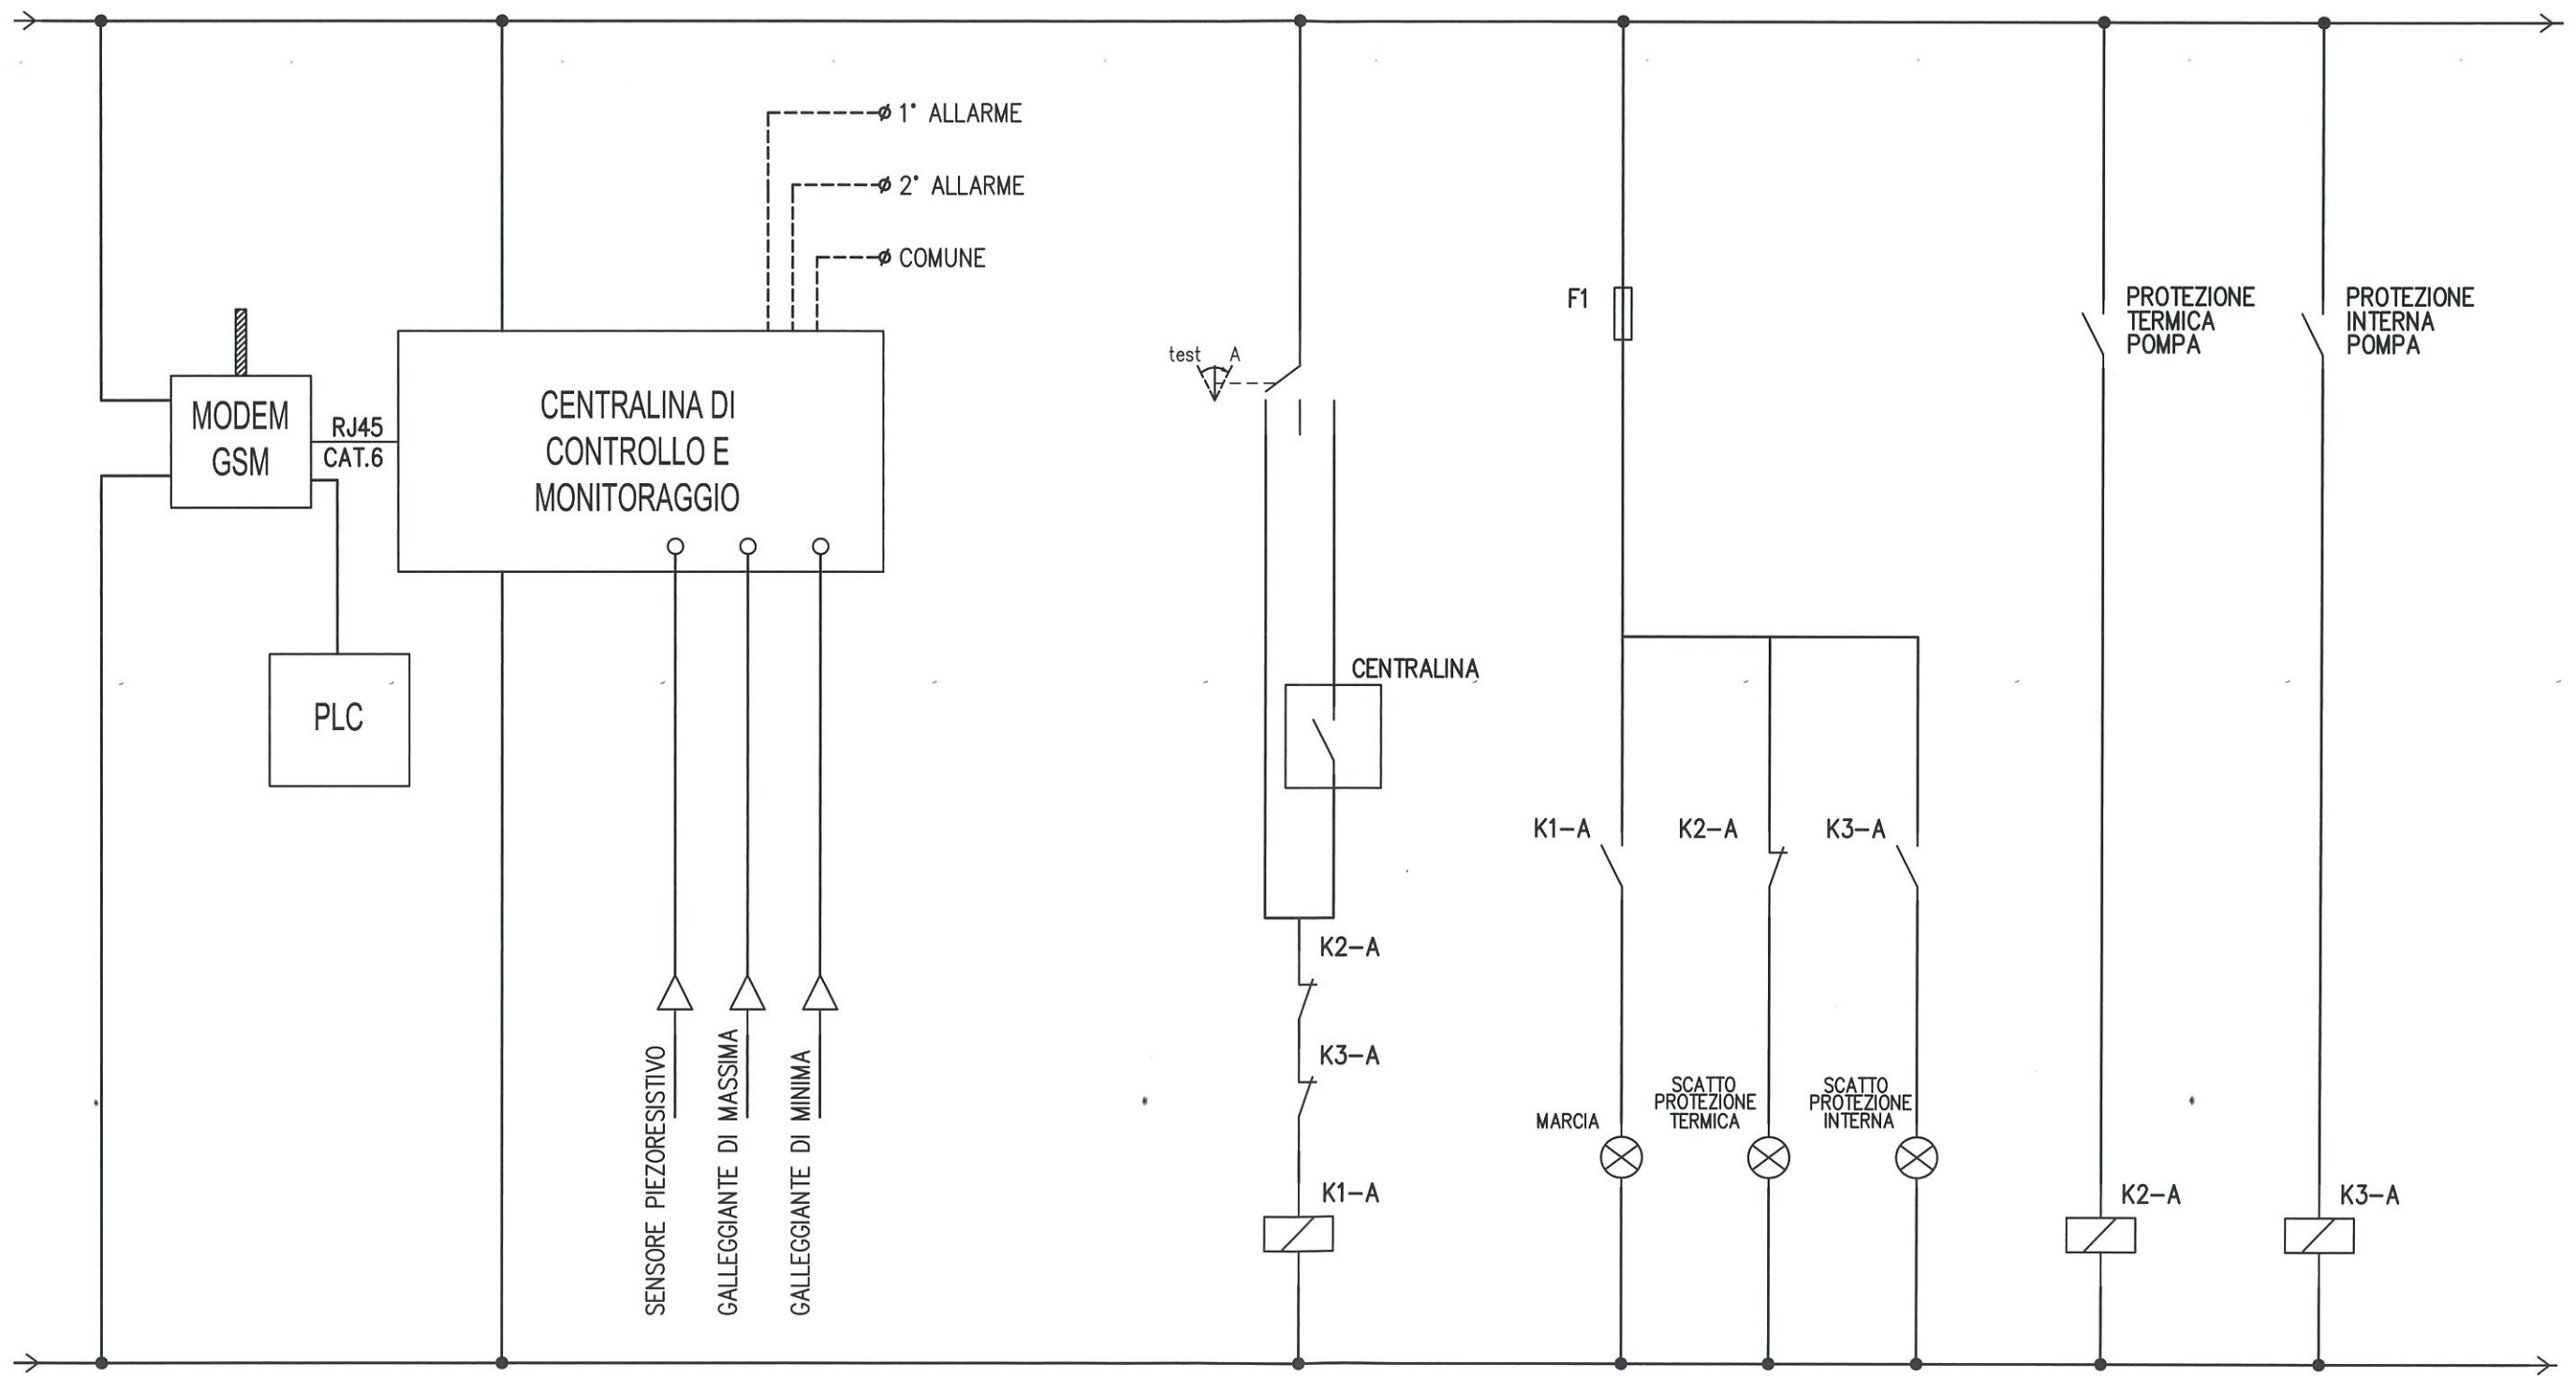 1° ALLARME
2° ALLARME
COMUNE
MODEM
GSM
RJ45
CAT.6
CENTRALINA DI
CONTROLLO E
MONITORAGGIO
PLC
SENSORE PIEZORESISTIVO
GALLEGGIANTE DI MASSIMA
GALLEGGIANTE DI MINIMA
test A
CENTRALINA
K2-A
K3-A
K1-A
F1
K1-A
K2-A
K3-A
MARCIA
SCATTO
PROTEZIONE
TERMICA
SCATTO
PROTEZIONE
INTERNA
PROTEZIONE
TERMICA
POMPA
K2-A
PROTEZIONE
INTERNA
POMPA
K3-A